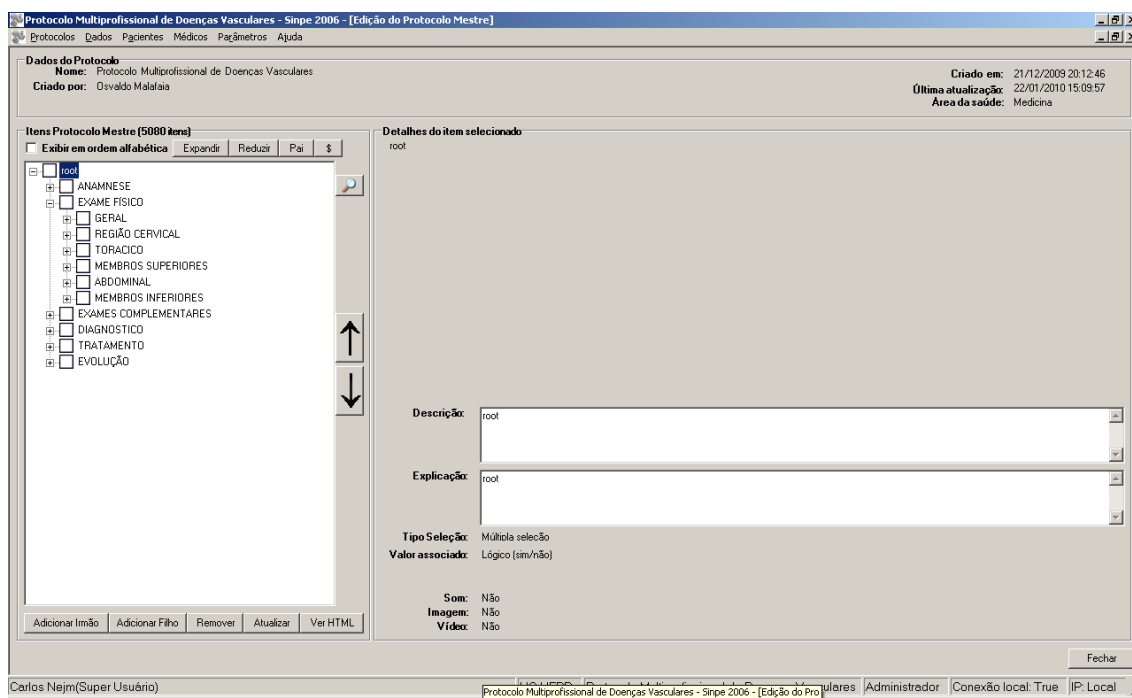 Protocolo Multiprofissional de Doenças Vasculares - Sinpe 2006 - [Edição do Protocolo Mestre]
Protocolos Dados Pacientes Médicos Parâmetros Ajuda
Dados do Protocolo
Nome: Protocolo Multiprofissional de Doencas Vasculares
Criado por: Osvaldo Malafaia
Criado em: 21/12/2009 20:12:46
Última atualização: 22/01/2010 15:09:57
Área da saúde: Medicina
Itens Protocolo Mestre (5080 itens)
Exibir em ordem alfabética Expandir Reduzir Pai $
root
ANAMNESE
EXAME FÍSICO
GERAL
REGIÃO CERVICAL
TORACICO
MEMBROS SUPERIORES
ABDOMINAL
MEMBROS INFERIORES
EXAMES COMPLEMENTARES
DIAGNOSTICO
TRATAMENTO
EVOLUÇÃO
Adicionar Irmão Adicionar Filho Remover Atualizar Ver HTML
Detalhes do item selecionado
root
Descrição: root
Explicação: root
Tipo Seleção: Múltipla seleção
Valor associado: Lógico (sim/não)
Som: Não
Imagem: Não
Vídeo: Não
Fechar
Carlos Nejm(Super Usuário) Administrador Conexão local: True IP: Local
Protocolo Multiprofissional de Doenças Vasculares - Sinpe 2006 - [Edição do Pro